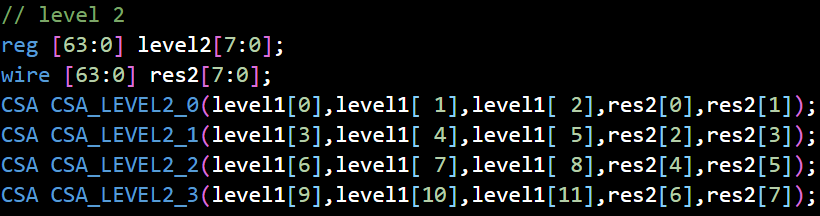 // level 2
reg [63:0] level2[7:0];
wire [63:0] res2[7:0];
CSA CSA_LEVEL2_0(level1[0],level1[ 1],level1[ 2],res2[0],res2[1]);
CSA CSA_LEVEL2_1(level1[3],level1[ 4],level1[ 5],res2[2],res2[3]);
CSA CSA_LEVEL2_2(level1[6],level1[ 7],level1[ 8],res2[4],res2[5]);
CSA CSA_LEVEL2_3(level1[9],level1[10],level1[11],res2[6],res2[7]);